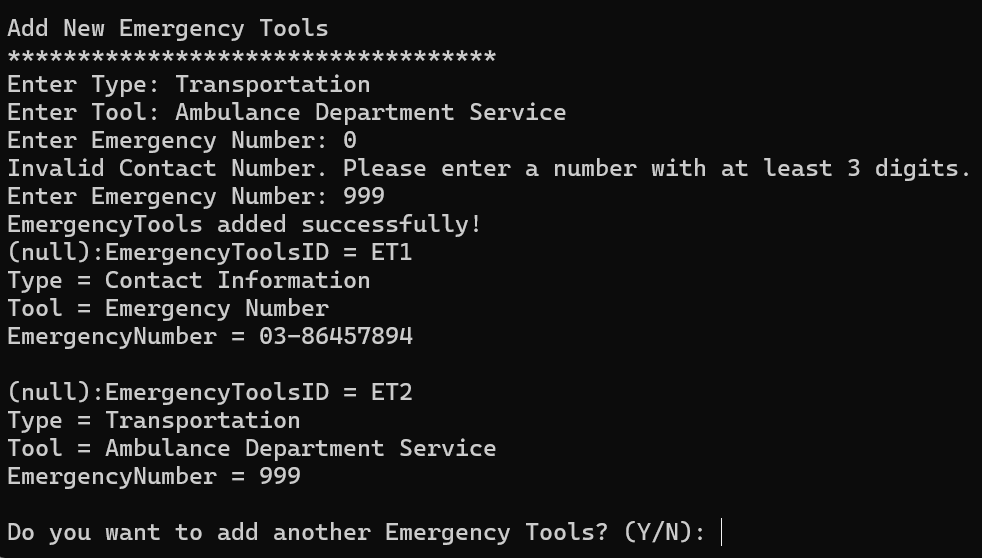 Add New Emergency Tools
***********************************
Enter Type: Transportation
Enter Tool: Ambulance Department Service
Enter Emergency Number: 0
Invalid Contact Number. Please enter a number with at least 3 digits.
Enter Emergency Number: 999
EmergencyTools added successfully!
(null):EmergencyToolsID = ET1
Type = Contact Information
Tool = Emergency Number
EmergencyNumber = 03-86457894
(null):EmergencyToolsID = ET2
Type = Transportation
Tool = Ambulance Department Service
EmergencyNumber = 999
Do you want to add another Emergency Tools? (Y/N):